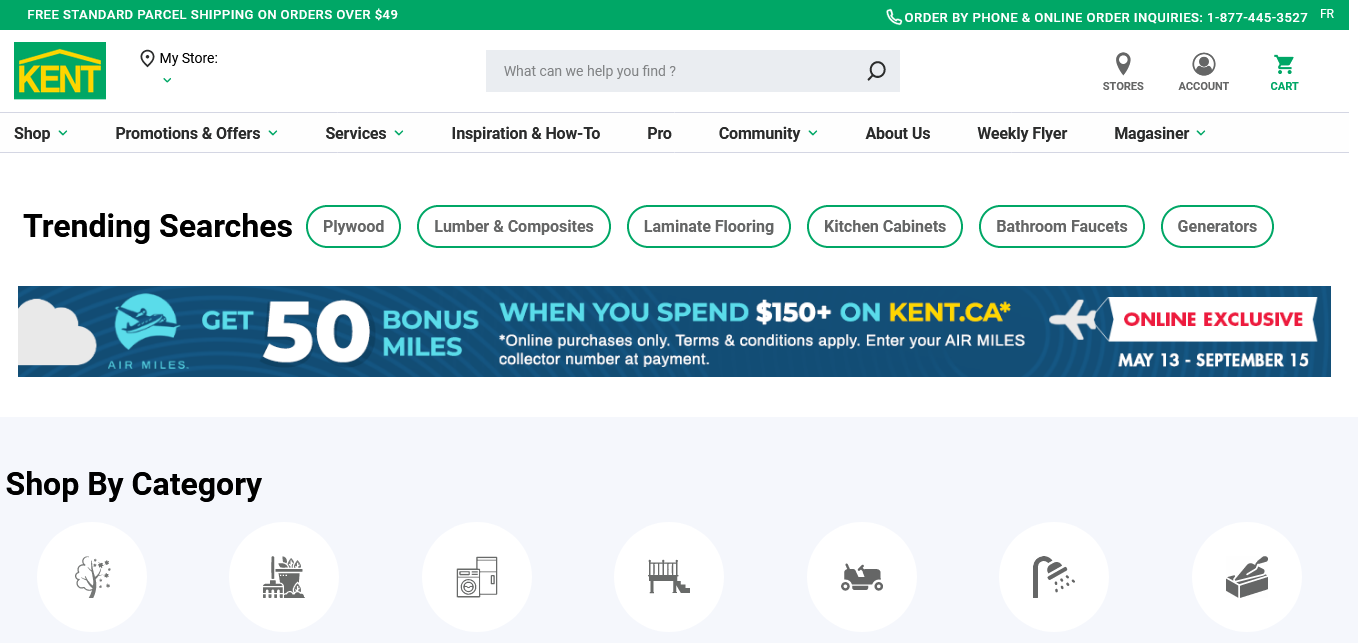 FREE STANDARD PARCEL SHIPPING ON ORDERS OVER $49
ORDER BY PHONE & ONLINE ORDER INQUIRIES: 1-877-445-3527
FR
KENT
My Store:
What can we help you find ?
STORES
ACCOUNT
CART
Shop
Promotions & Offers
Services
Inspiration & How-To
Pro
Community
About Us
Weekly Flyer
Magasiner
Trending Searches
Plywood
Lumber & Composites
Laminate Flooring
Kitchen Cabinets
Bathroom Faucets
Generators
AIR MILES.
GET 50 BONUS MILES
WHEN YOU SPEND $150+ ON KENT.CA*
*Online purchases only. Terms & conditions apply. Enter your AIR MILES
collector number at payment.
ONLINE EXCLUSIVE
MAY 13 - SEPTEMBER 15
Shop By Category